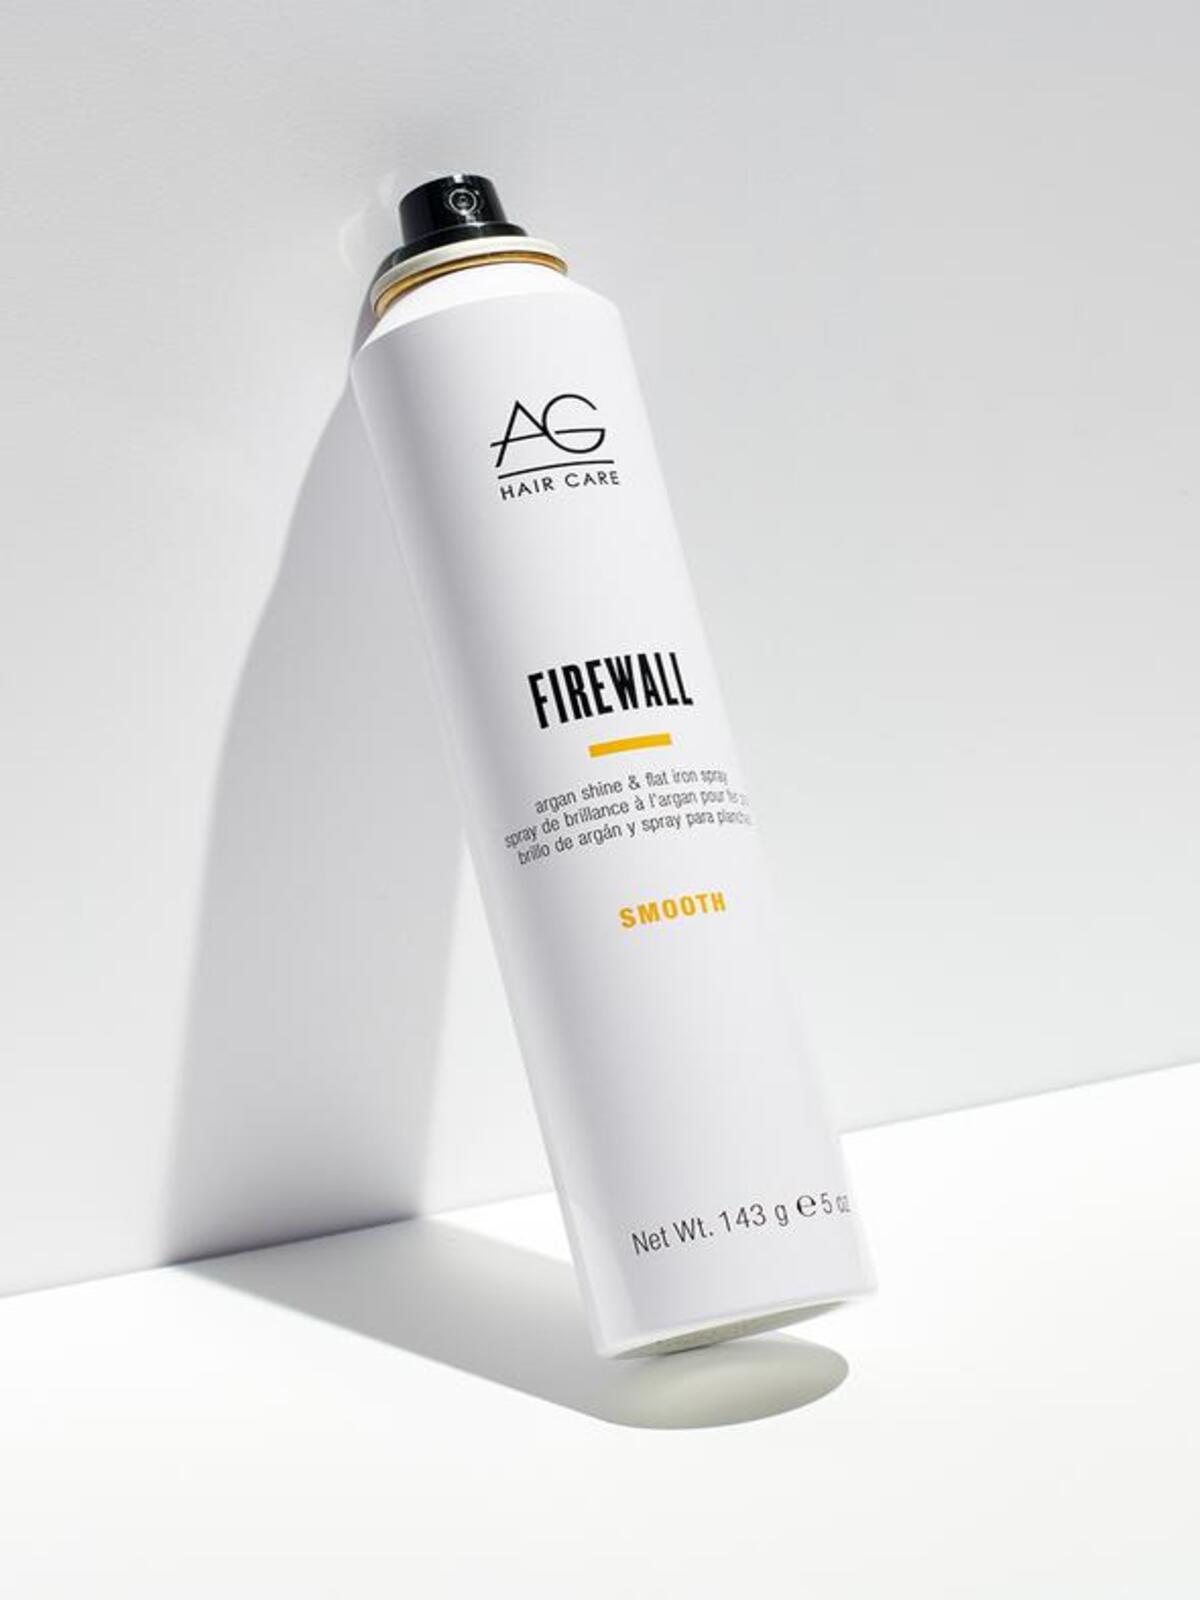 AG
HAIR CARE
FIREWALL
argan shine & flat iron spray
spray de brillance à l'argan pour fer
brillo de argán y spray para
SMOOTH
Net Wt. 143 g ℮ 5 oz